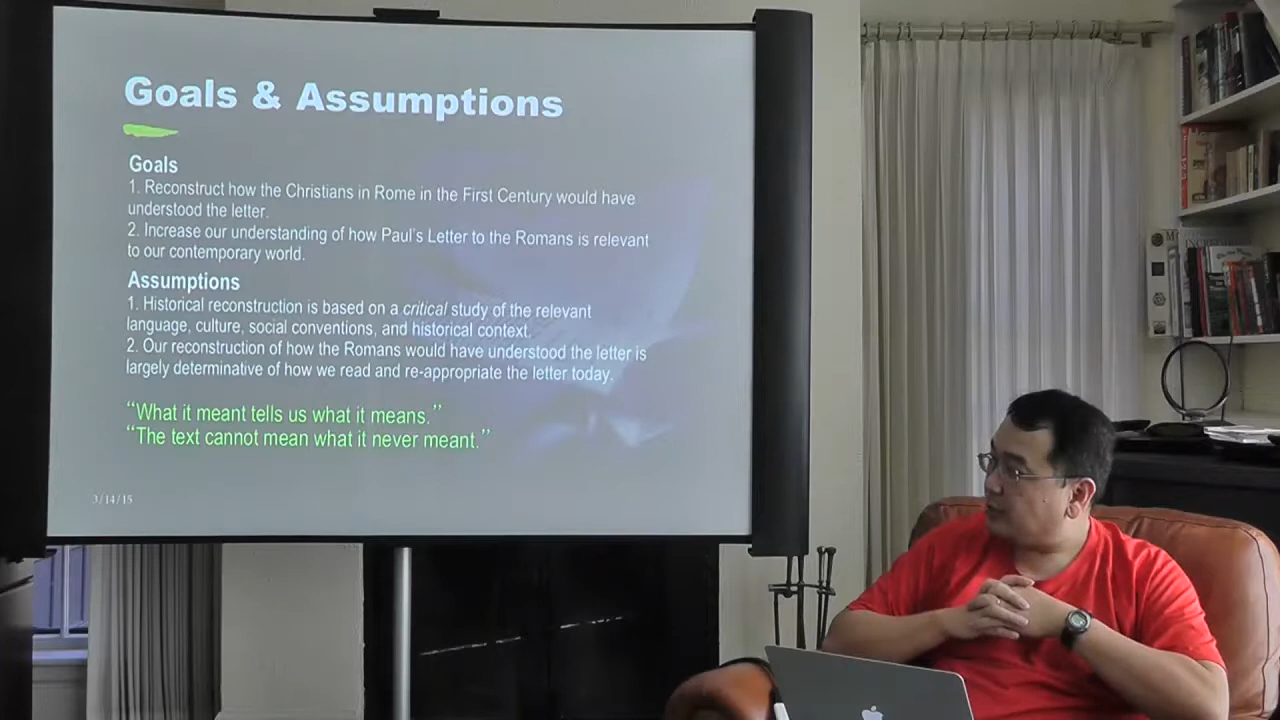 Goals & Assumptions
Goals
1. Reconstruct how the Christians in Rome in the First Century would have
understood the letter.
2. Increase our understanding of how Paul's Letter to the Romans is relevant
to our contemporary world.
Assumptions
1. Historical reconstruction is based on a critical study of the relevant
language, culture, social conventions, and historical context.
2. Our reconstruction of how the Romans would have understood the letter is
largely determinative of how we read and re-appropriate the letter today.
“What it meant tells us what it means.”
“The text cannot mean what it never meant.”
3/14/15